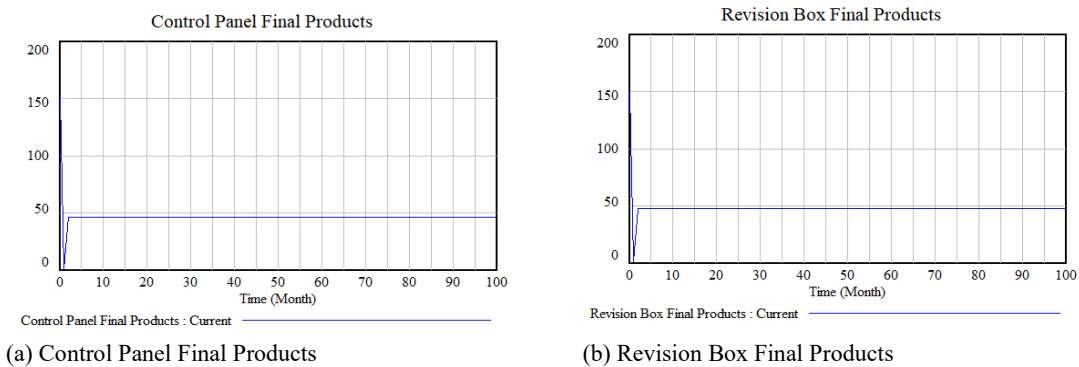 Control Panel Final Products
200
150
100
50
0
0 10 20 30 40 50 60 70 80 90 100
Time (Month)
Control Panel Final Products : Current
(a) Control Panel Final Products
Revision Box Final Products
200
150
100
50
0
0 10 20 30 40 50 60 70 80 90 100
Time (Month)
Revision Box Final Products : Current
(b) Revision Box Final Products